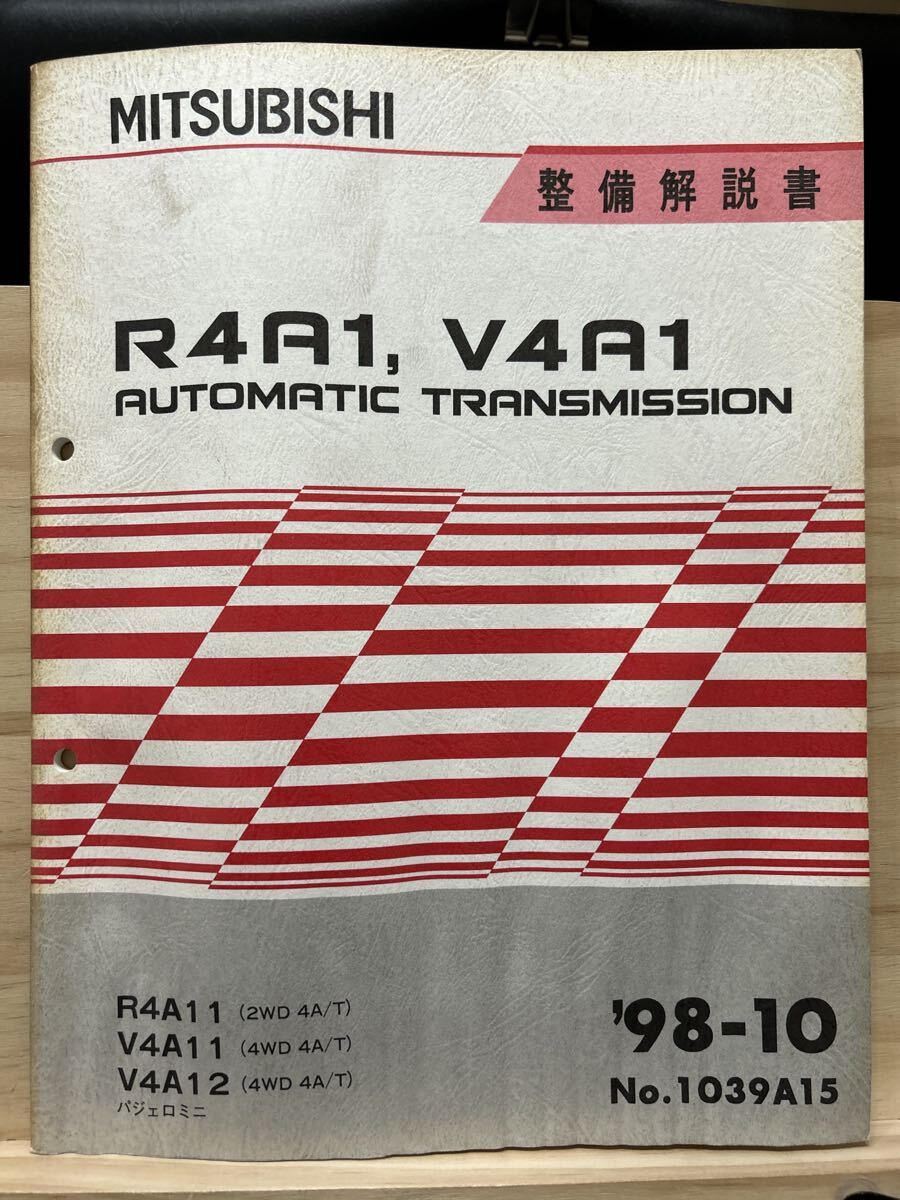 MITSUBISHI
整備解説書
R4A1, V4A1
AUTOMATIC TRANSMISSION
R4A11 (2WD 4A/T)
V4A11 (4WD 4A/T)
V4A12 (4WD 4A/T)
パジェロミニ
'98-10
No.1039A15